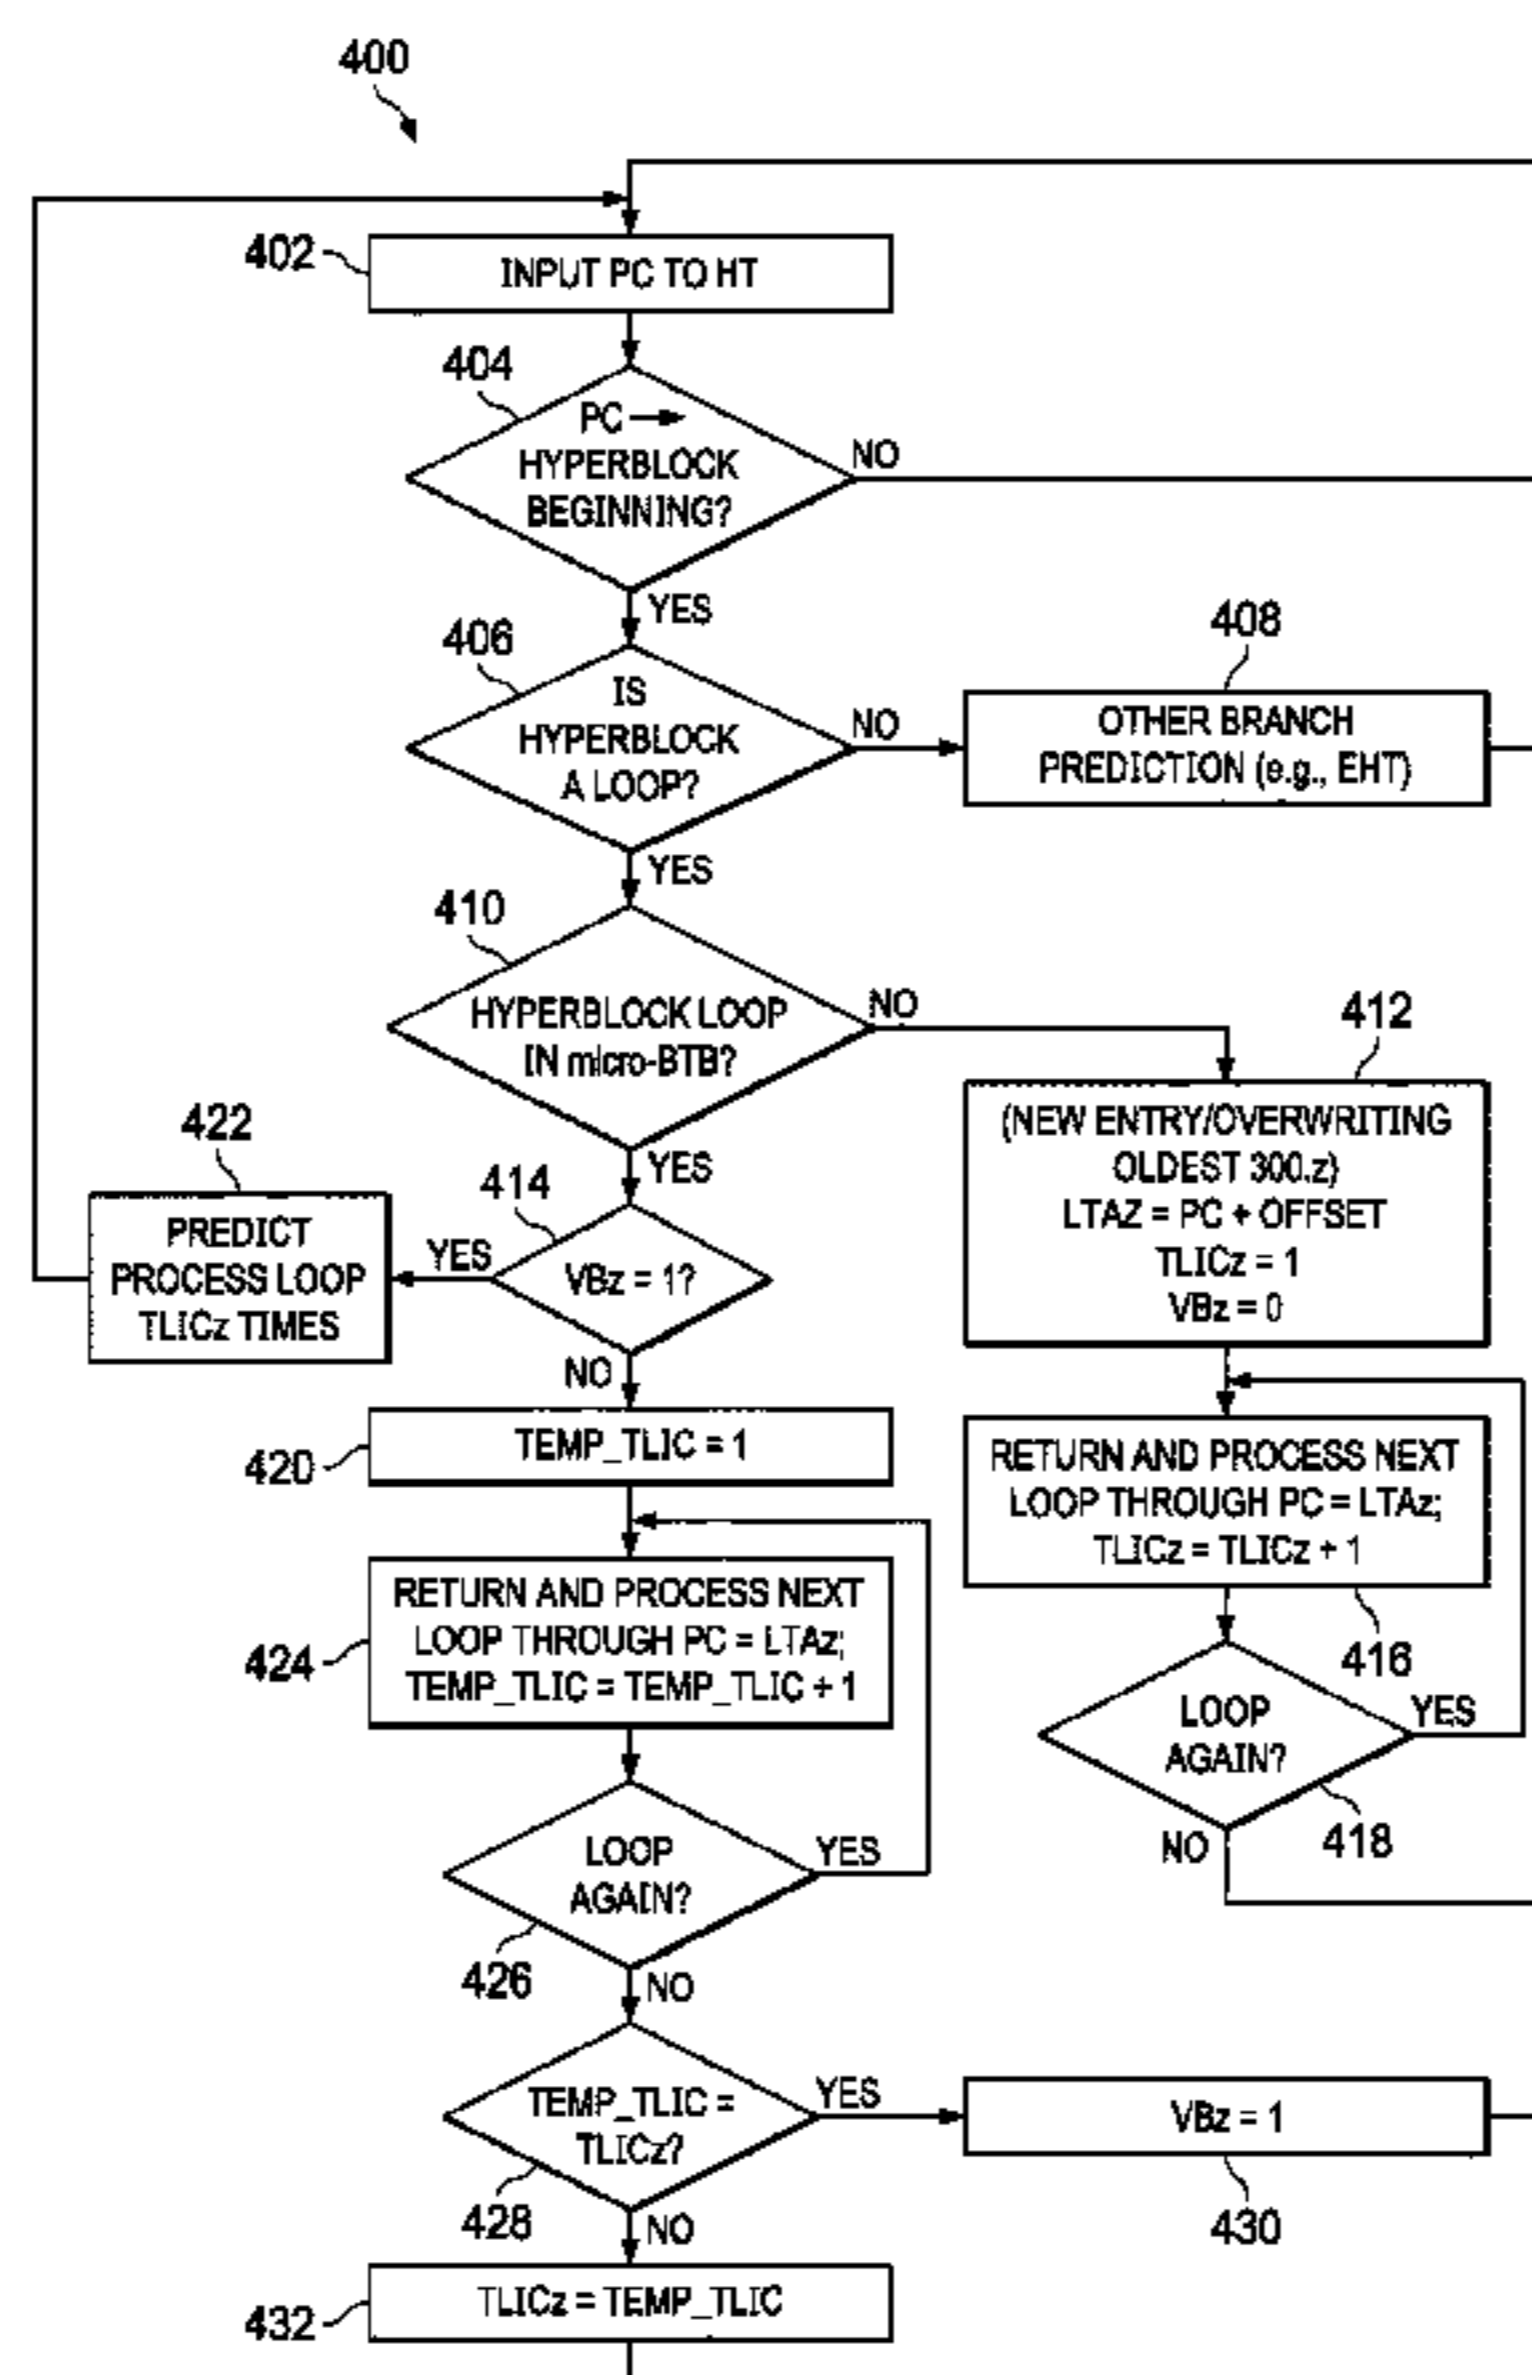 400
402
INPUT PC TO HT
404
PC
HYPERBLOCK
BEGINNING?
NO
YES
406
IS
HYPERBLOCK
A LOOP?
NO
408
OTHER BRANCH
PREDICTION (e.g., EHT)
YES
410
HYPERBLOCK LOOP
IN micro-BTB?
NO
412
(NEW ENTRY/OVERWRITING
OLDEST 300.z)
LTAZ = PC + OFFSET
TLICz = 1
VBz = 0
YES
422
PREDICT
PROCESS LOOP
TLICz TIMES
414
YES
VBz = 1?
NO
420
TEMP_TLIC = 1
RETURN AND PROCESS NEXT
LOOP THROUGH PC = LTAz;
TLICz = TLICz + 1
416
424
RETURN AND PROCESS NEXT
LOOP THROUGH PC = LTAz;
TEMP_TLIC = TEMP_TLIC + 1
LOOP
AGAIN?
YES
418
NO
LOOP
AGAIN?
YES
426
NO
TEMP_TLIC =
TLICz?
YES
428
VBz = 1
430
NO
432
TLICz = TEMP_TLIC